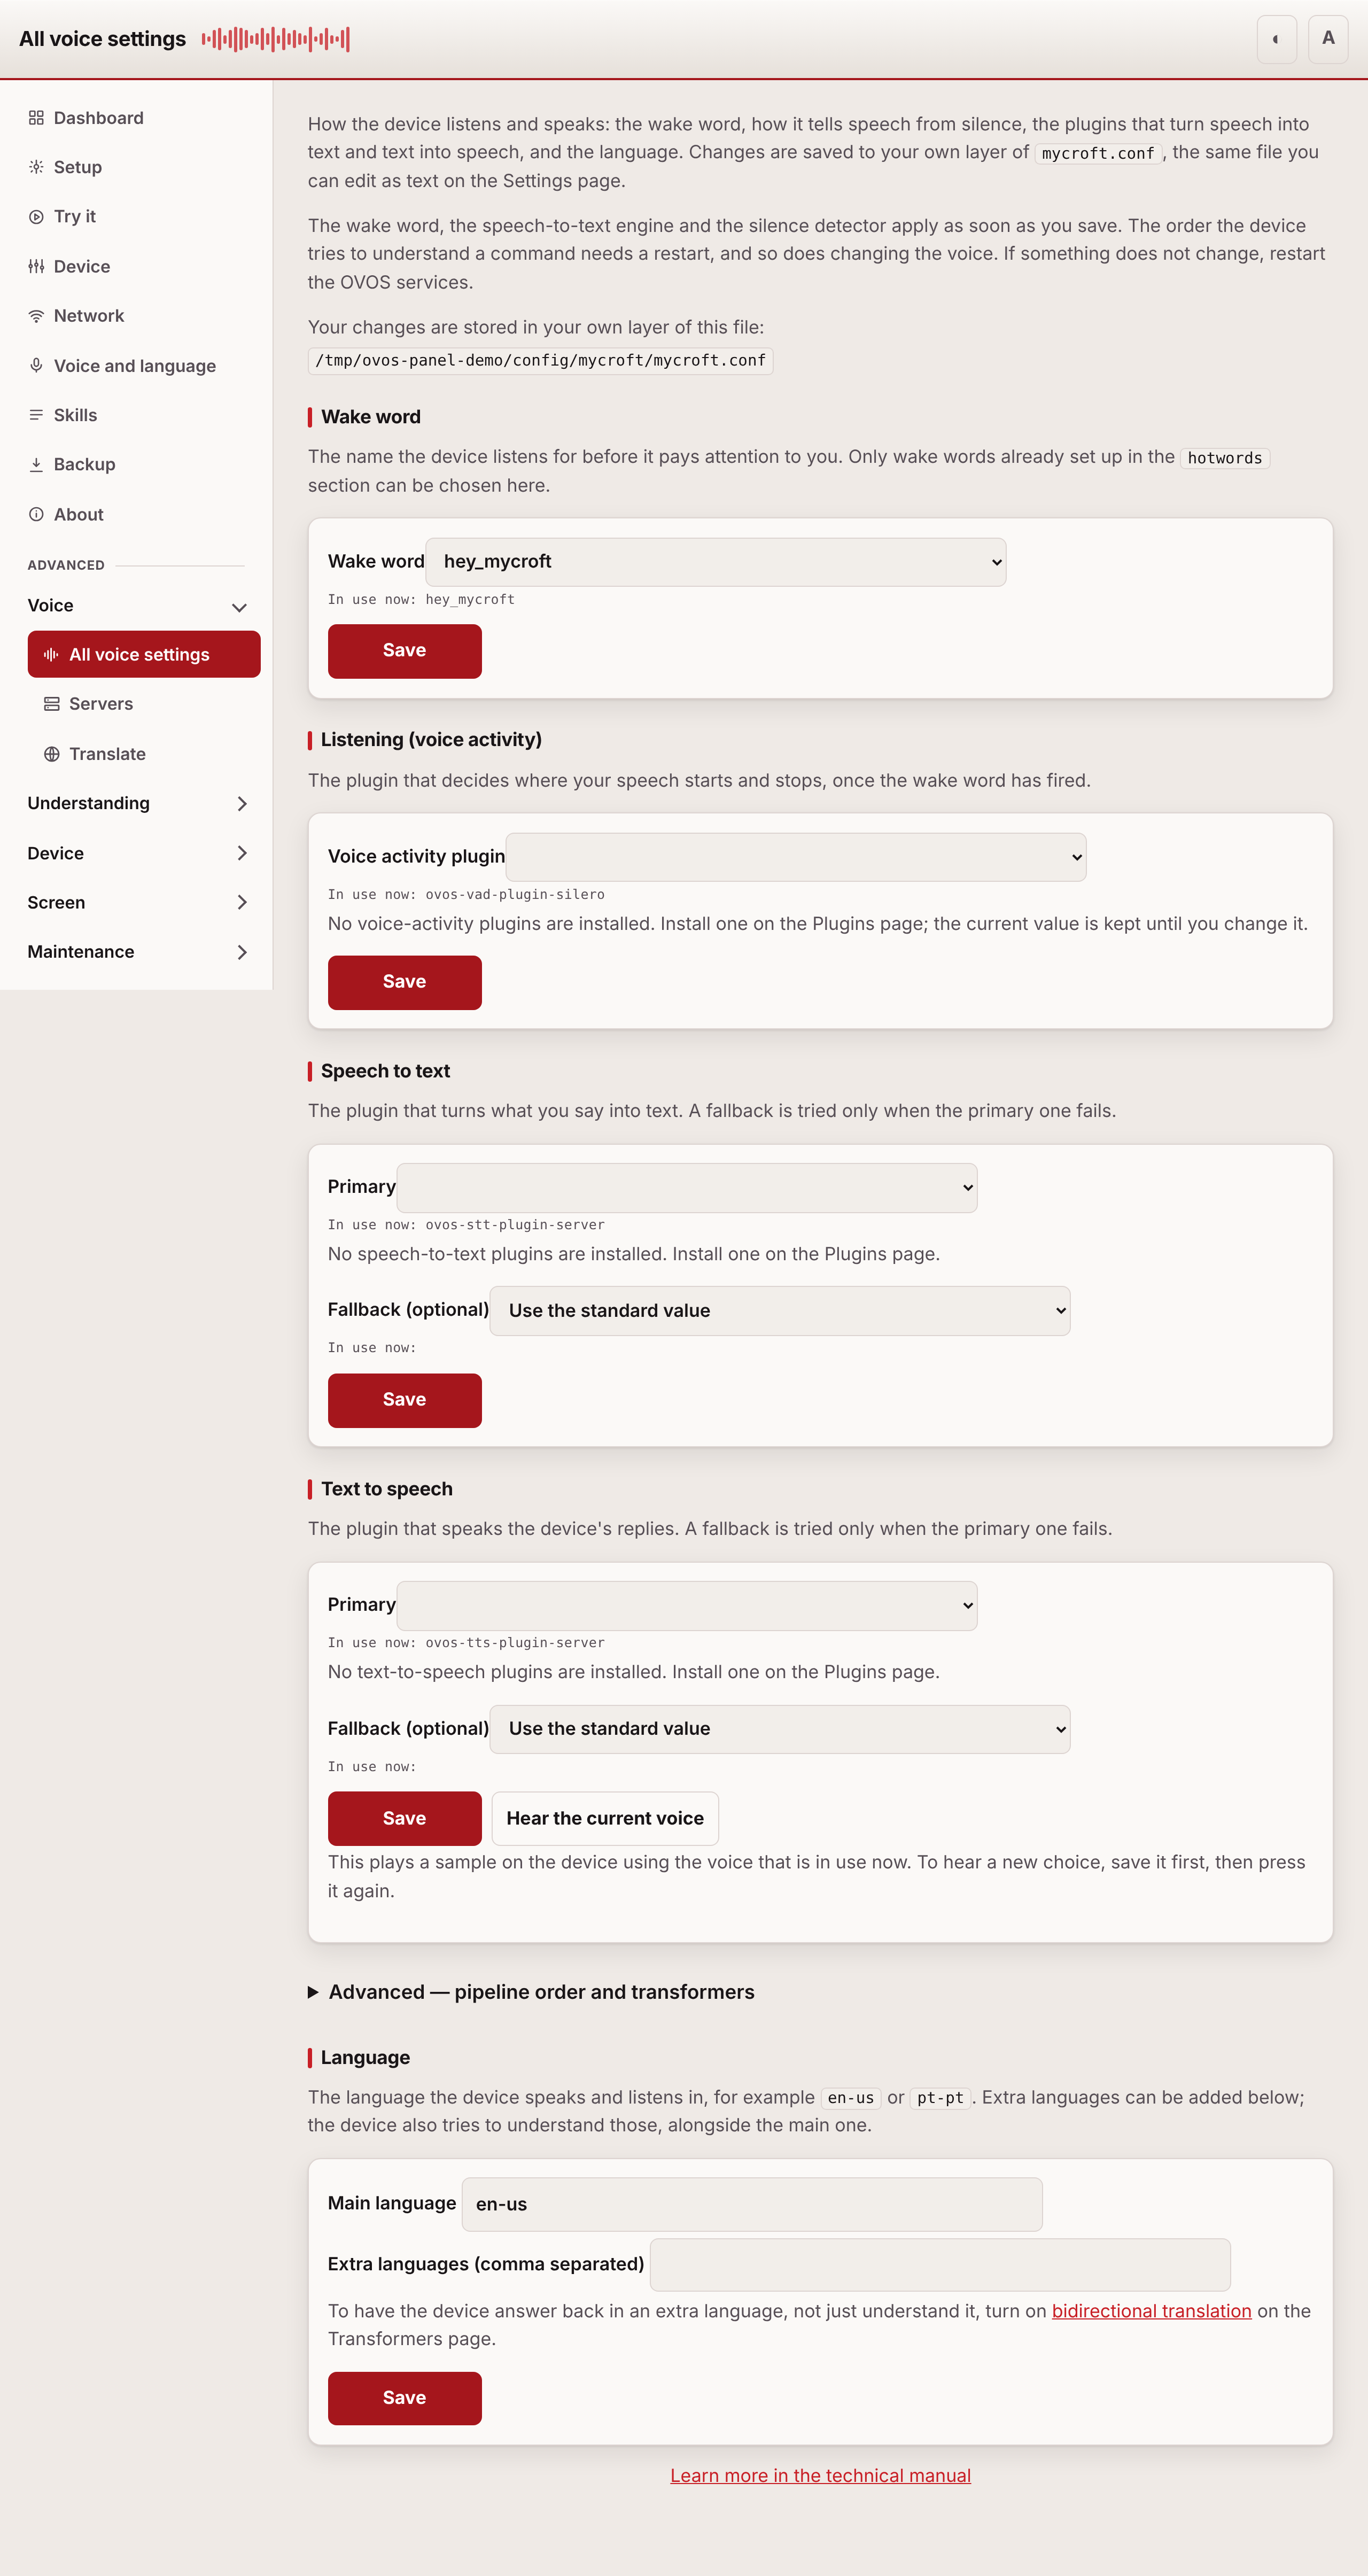 All voice settings
A
Dashboard
Setup
Try it
Device
Network
Voice and language
Skills
Backup
About
ADVANCED
Voice
All voice settings
Servers
Translate
Understanding
Device
Screen
Maintenance
How the device listens and speaks: the wake word, how it tells speech from silence, the plugins that turn speech into
text and text into speech, and the language. Changes are saved to your own layer of mycroft.conf, the same file you
can edit as text on the Settings page.
The wake word, the speech-to-text engine and the silence detector apply as soon as you save. The order the device
tries to understand a command needs a restart, and so does changing the voice. If something does not change, restart
the OVOS services.
Your changes are stored in your own layer of this file:
/tmp/ovos-panel-demo/config/mycroft/mycroft.conf
Wake word
The name the device listens for before it pays attention to you. Only wake words already set up in the hotwords
section can be chosen here.
Wake word hey_mycroft
In use now: hey_mycroft
Save
Listening (voice activity)
The plugin that decides where your speech starts and stops, once the wake word has fired.
Voice activity plugin
In use now: ovos-vad-plugin-silero
No voice-activity plugins are installed. Install one on the Plugins page; the current value is kept until you change it.
Save
Speech to text
The plugin that turns what you say into text. A fallback is tried only when the primary one fails.
Primary
In use now: ovos-stt-plugin-server
No speech-to-text plugins are installed. Install one on the Plugins page.
Fallback (optional) Use the standard value
In use now:
Save
Text to speech
The plugin that speaks the device's replies. A fallback is tried only when the primary one fails.
Primary
In use now: ovos-tts-plugin-server
No text-to-speech plugins are installed. Install one on the Plugins page.
Fallback (optional) Use the standard value
In use now:
Save Hear the current voice
This plays a sample on the device using the voice that is in use now. To hear a new choice, save it first, then press
it again.
Advanced — pipeline order and transformers
Language
The language the device speaks and listens in, for example en-us or pt-pt. Extra languages can be added below;
the device also tries to understand those, alongside the main one.
Main language en-us
Extra languages (comma separated)
To have the device answer back in an extra language, not just understand it, turn on bidirectional translation on the
Transformers page.
Save
Learn more in the technical manual